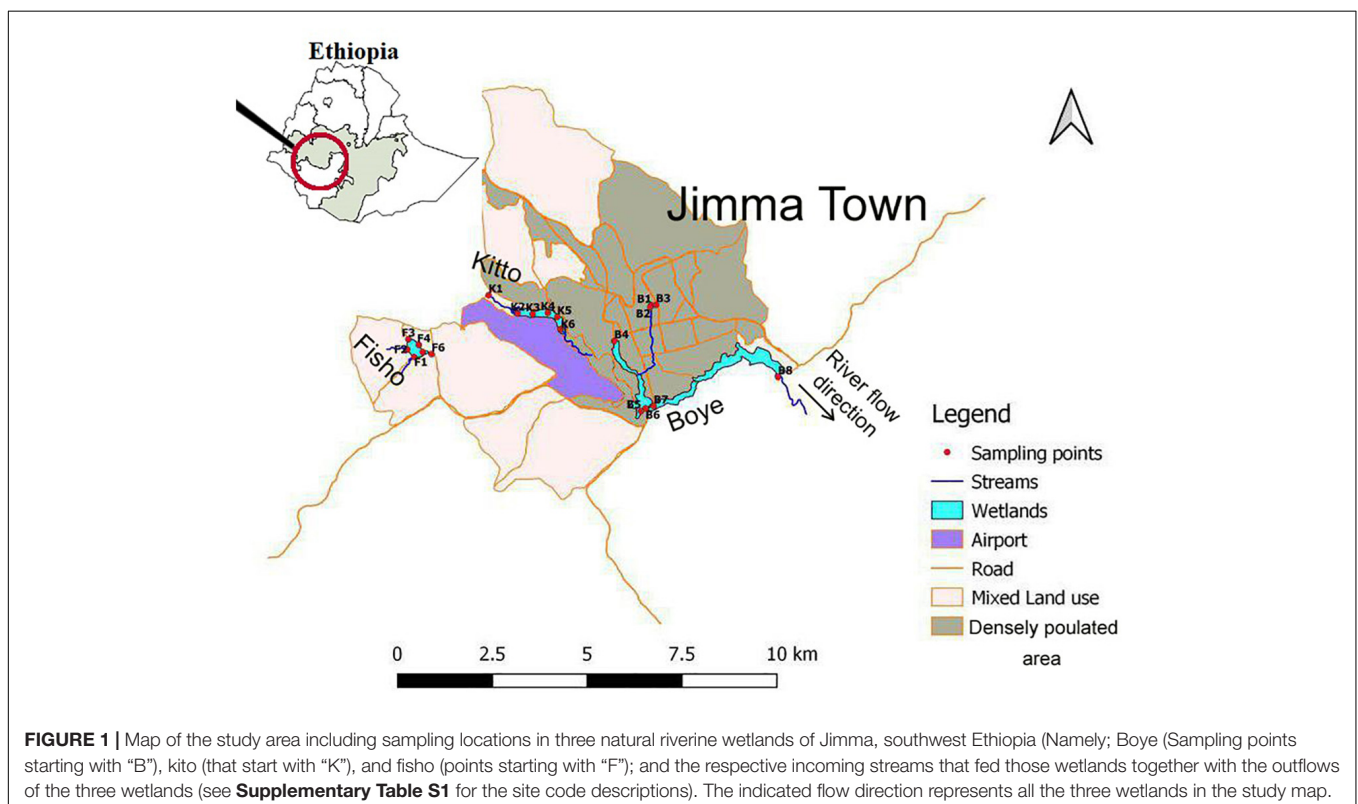 Ethiopia
Jimma Town
Kitto
K1
K2 K3 K4
K5
K6
B1 B3
B2
B4
F3
F4
F2
F6
F1
Fisho
B5
B7
B6
Boye
B8
River flow
direction
Legend
Sampling points
Streams
Wetlands
Airport
Road
Mixed Land use
Densely poulated
area
0 2.5 5 7.5 10 km
FIGURE 1 | Map of the study area including sampling locations in three natural riverine wetlands of Jimma, southwest Ethiopia (Namely; Boye (Sampling points
starting with “B”), kito (that start with “K”), and fisho (points starting with “F”); and the respective incoming streams that fed those wetlands together with the outflows
of the three wetlands (see Supplementary Table S1 for the site code descriptions). The indicated flow direction represents all the three wetlands in the study map.